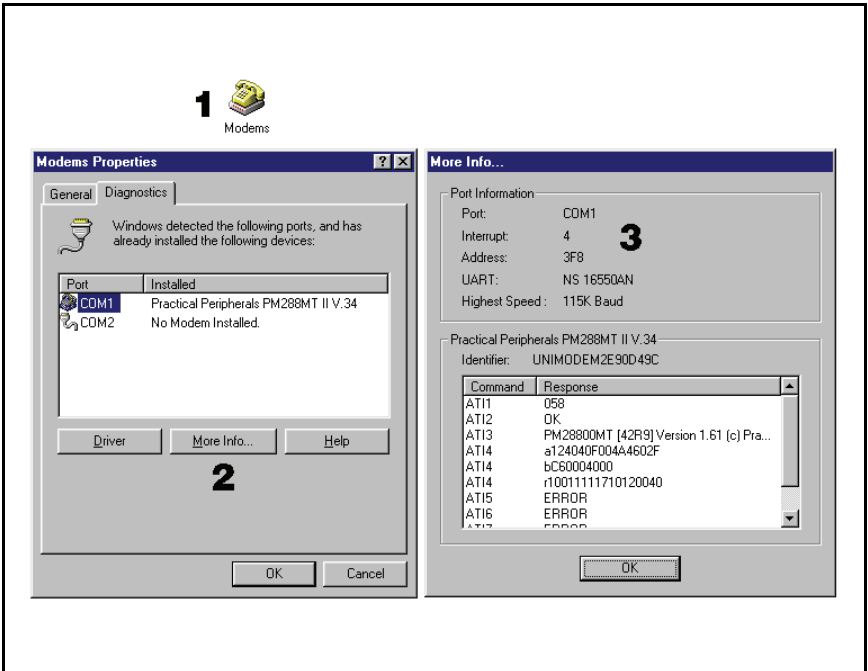 1
Modems
Modems Properties
General Diagnostics
Windows detected the following ports, and has
already installed the following devices:
Port Installed
COM1 Practical Peripherals PM288MT II V.34
COM2 No Modem Installed.
Driver More Info... Help
2
OK Cancel
More Info...
Port Information
Port: COM1
Interrupt: 4
3
Address: 3F8
UART: NS 16550AN
Highest Speed : 115K Baud
Practical Peripherals PM288MT II V.34
Identifier: UNIMODEM2E90D49C
Command Response
ATI1 058
ATI2 OK
ATI3 PM28800MT [42R9] Version 1.61 (c) Pra...
ATI4 a124040F004A4602F
ATI4 bC60004000
ATI4 r10011111710120040
ATI5 ERROR
ATI6 ERROR
ATI7 ERROR
OK